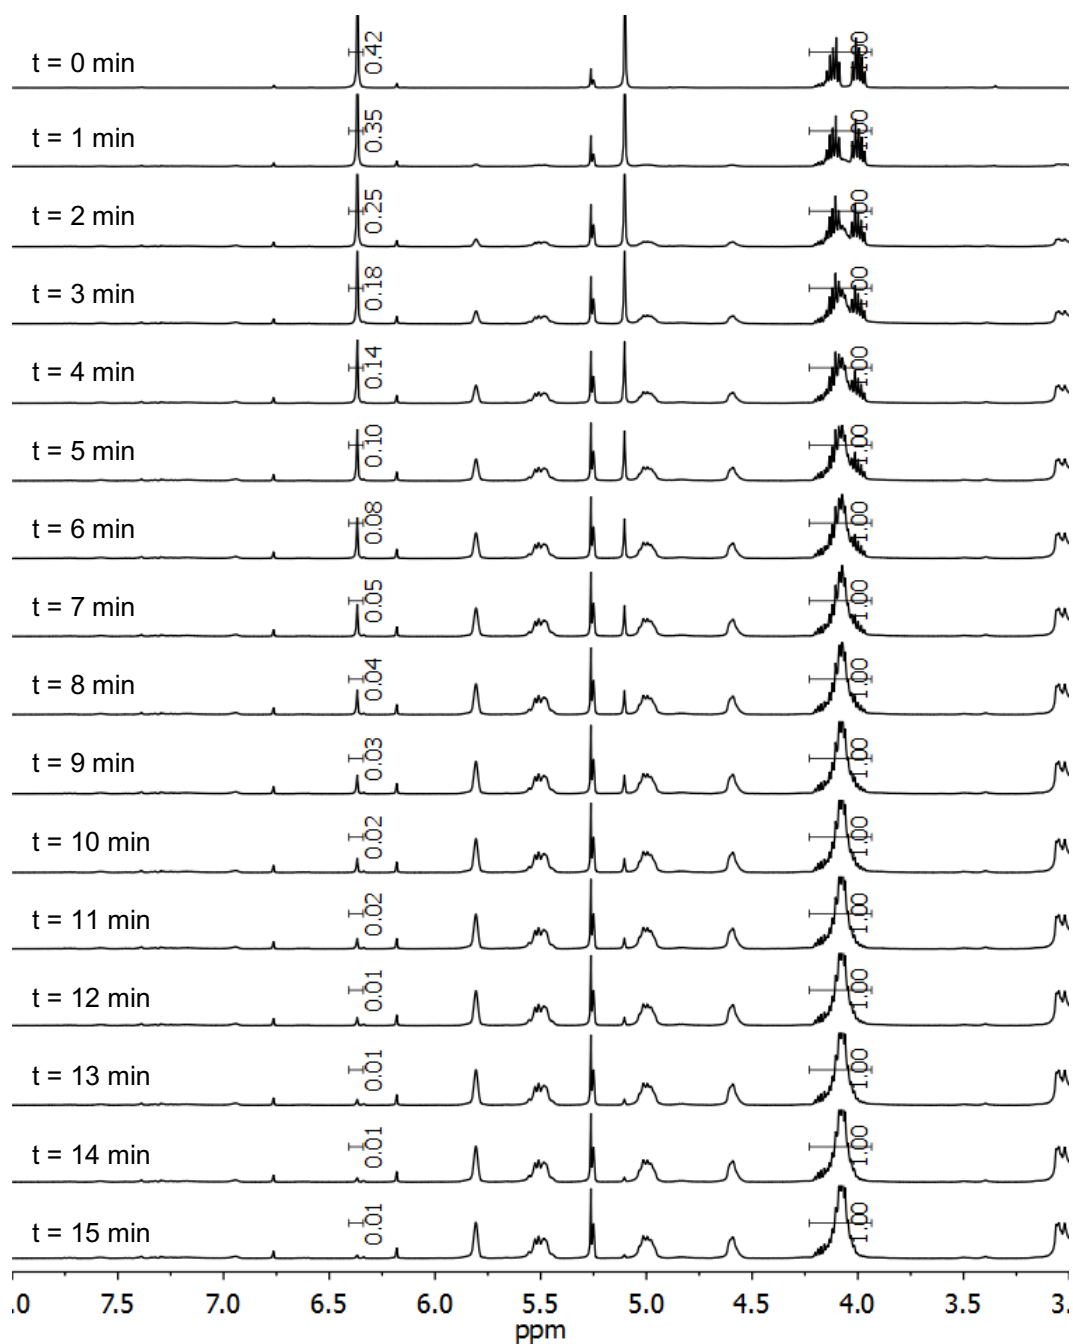 t = 0 min 0.42 1.00
t = 1 min 0.35 1.00
t = 2 min 0.25 1.00
t = 3 min 0.18 1.00
t = 4 min 0.14 1.00
t = 5 min 0.10 1.00
t = 6 min 0.08 1.00
t = 7 min 0.05 1.00
t = 8 min 0.04 1.00
t = 9 min 0.03 1.00
t = 10 min 0.02 1.00
t = 11 min 0.02 1.00
t = 12 min 0.01 1.00
t = 13 min 0.01 1.00
t = 14 min 0.01 1.00
t = 15 min 0.01 1.00
.0 7.5 7.0 6.5 6.0 5.5 5.0 4.5 4.0 3.5 3.
ppm